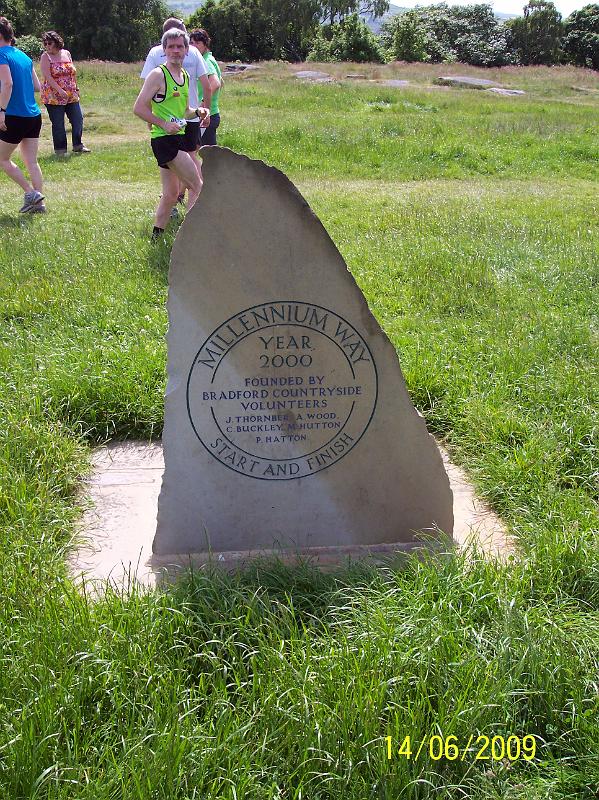 MILLENNIUM WAY
YEAR
2000
FOUNDED BY
BRADFORD COUNTRYSIDE
VOLUNTEERS
J. THORNBER. A. WOOD.
C. BUCKLEY. M. HUTTON
P. HATTON.
START AND FINISH
14/06/2009